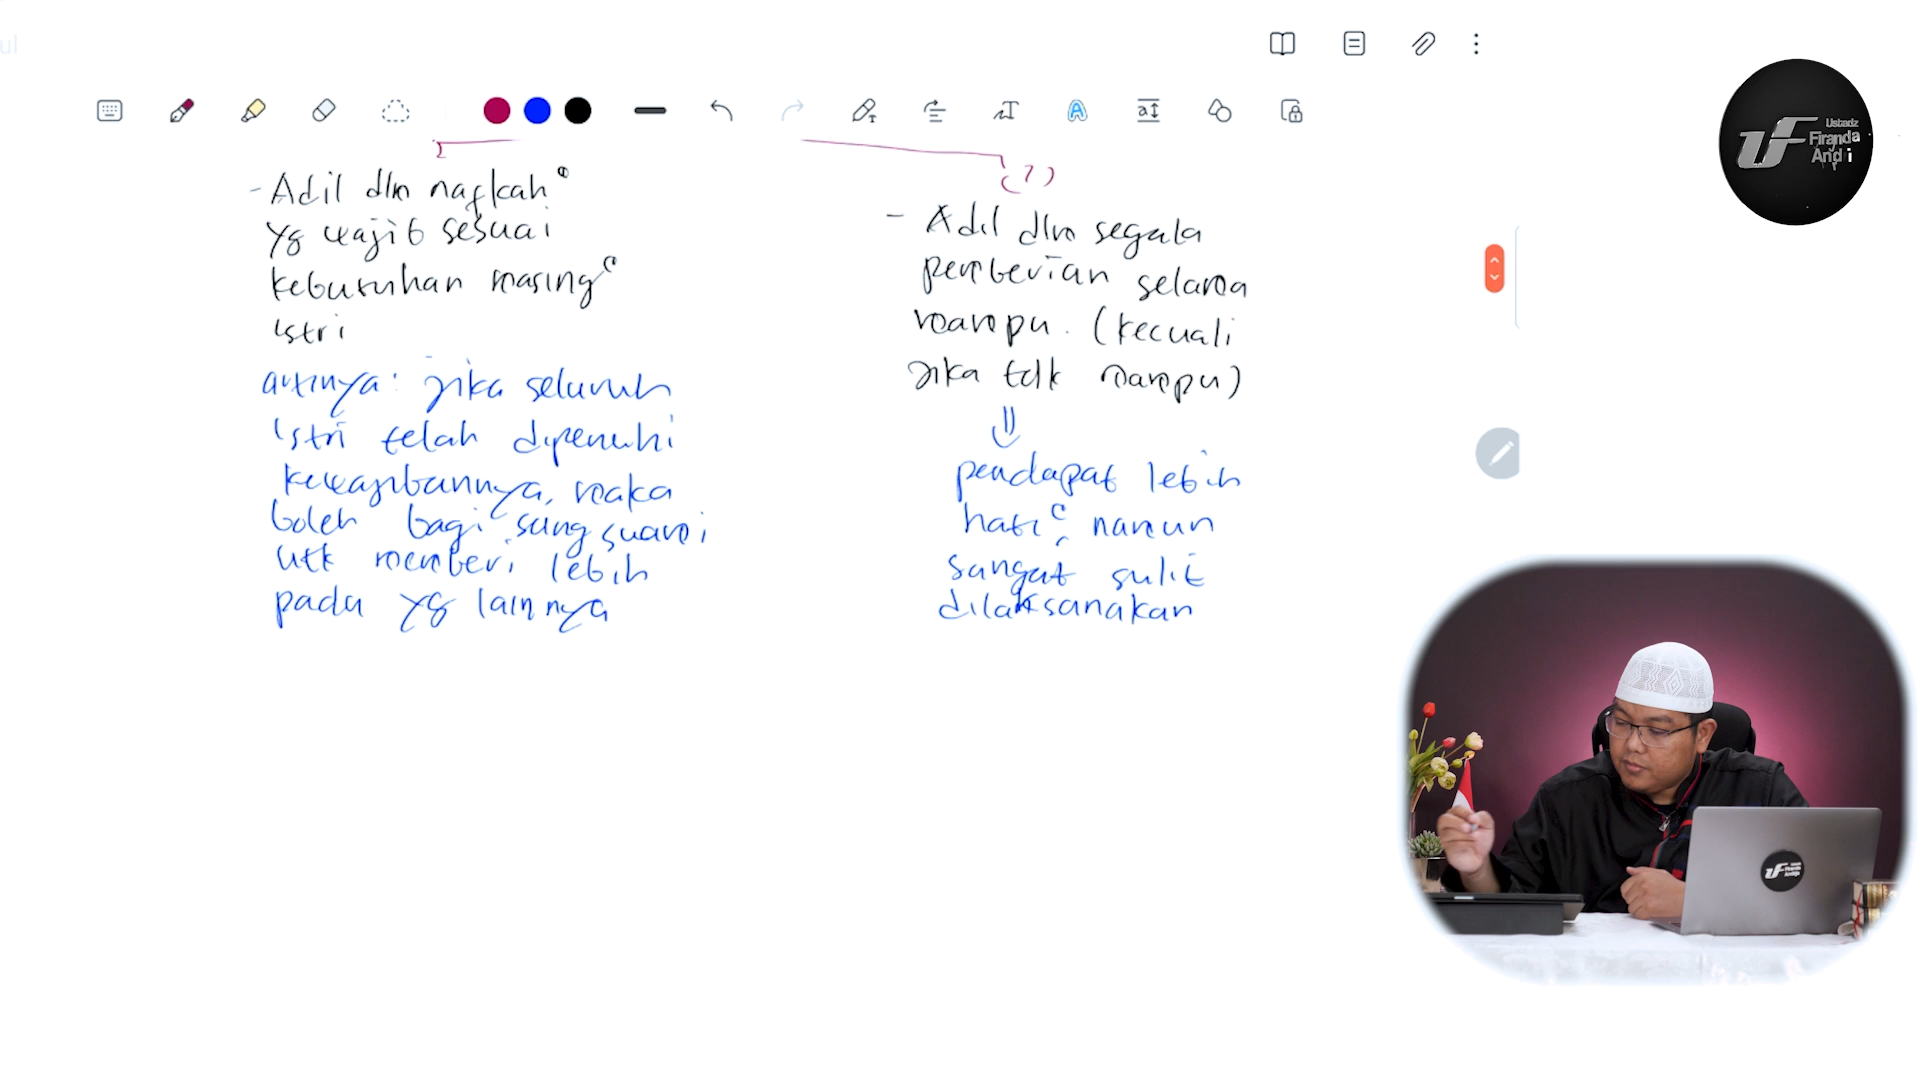 ul
- Adil dlm nafkah²
yg wajib sesuai
kebutuhan masing²
istri
artinya: jika seluruh
istri telah dipenuhi
kewajibannya, maka
boleh bagi sang suami
utk memberi lebih
pada yg lainnya
(?)
- Adil dlm segala
pemberian selama
mampu. (kecuali
jika tdk mampu)
pendapat lebih
hati², namun
sangat sulit
dilaksanakan
Ustadz
Firanda
Andi